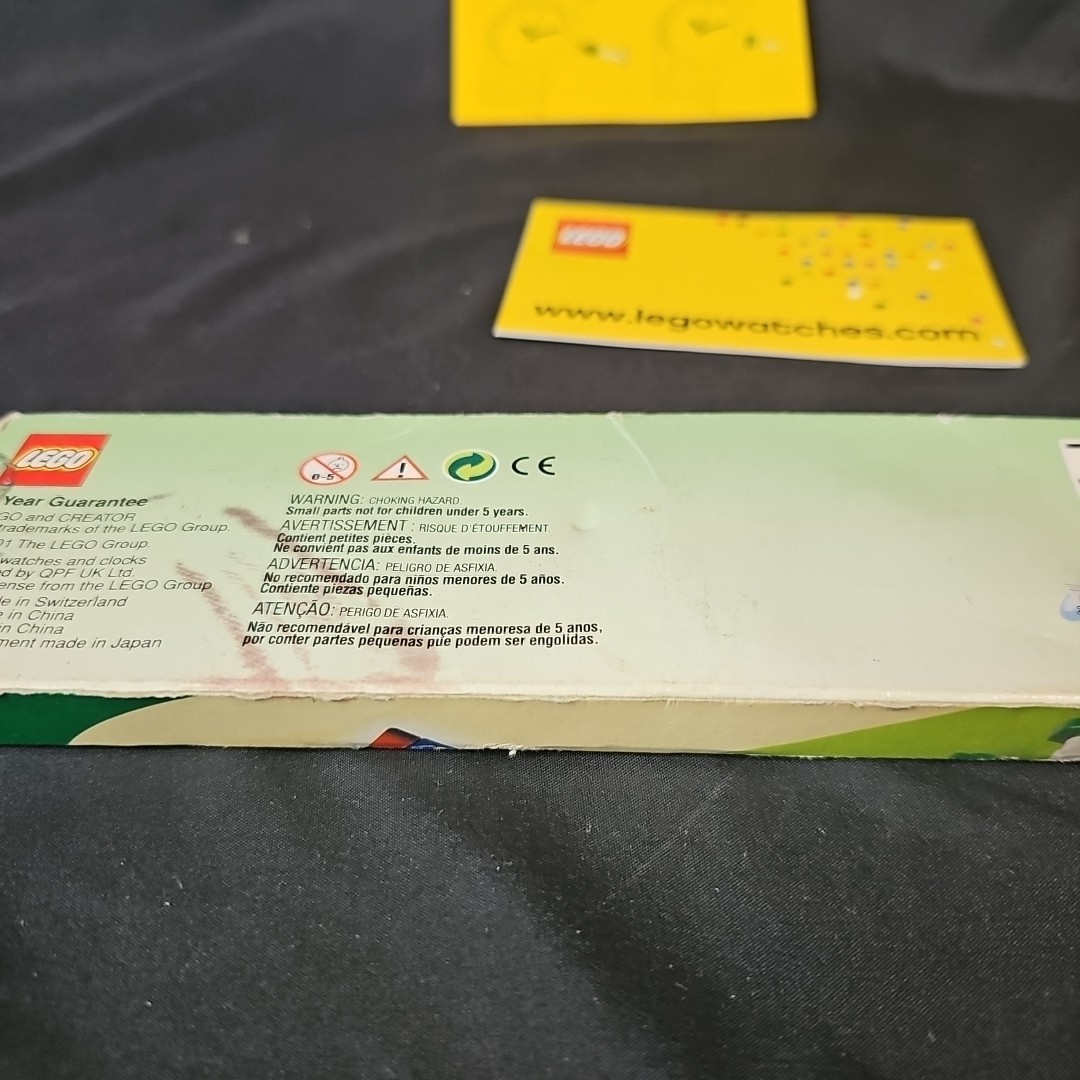 LEGO
www.legowatches.com
LEGO
Year Guarantee
GO and CREATOR
trademarks of the LEGO Group.
The LEGO Group.
watches and clocks
by QPF UK Ltd.
from the LEGO Group
in Switzerland
in China
in China
made in Japan
0-5
CE
WARNING: CHOKING HAZARD.
Small parts not for children under 5 years.
AVERTISSEMENT : RISQUE D'ÉTOUFFEMENT.
Contient petites pièces.
Ne convient pas aux enfants de moins de 5 ans.
ADVERTENCIA: PELIGRO DE ASFIXIA.
No recomendado para niños menores de 5 años.
Contiente piezas pequeñas.
ATENÇÃO: PERIGO DE ASFIXIA.
Não recomendável para crianças menoresa de 5 anos,
por conter partes pequenas pue podem ser engolidas.